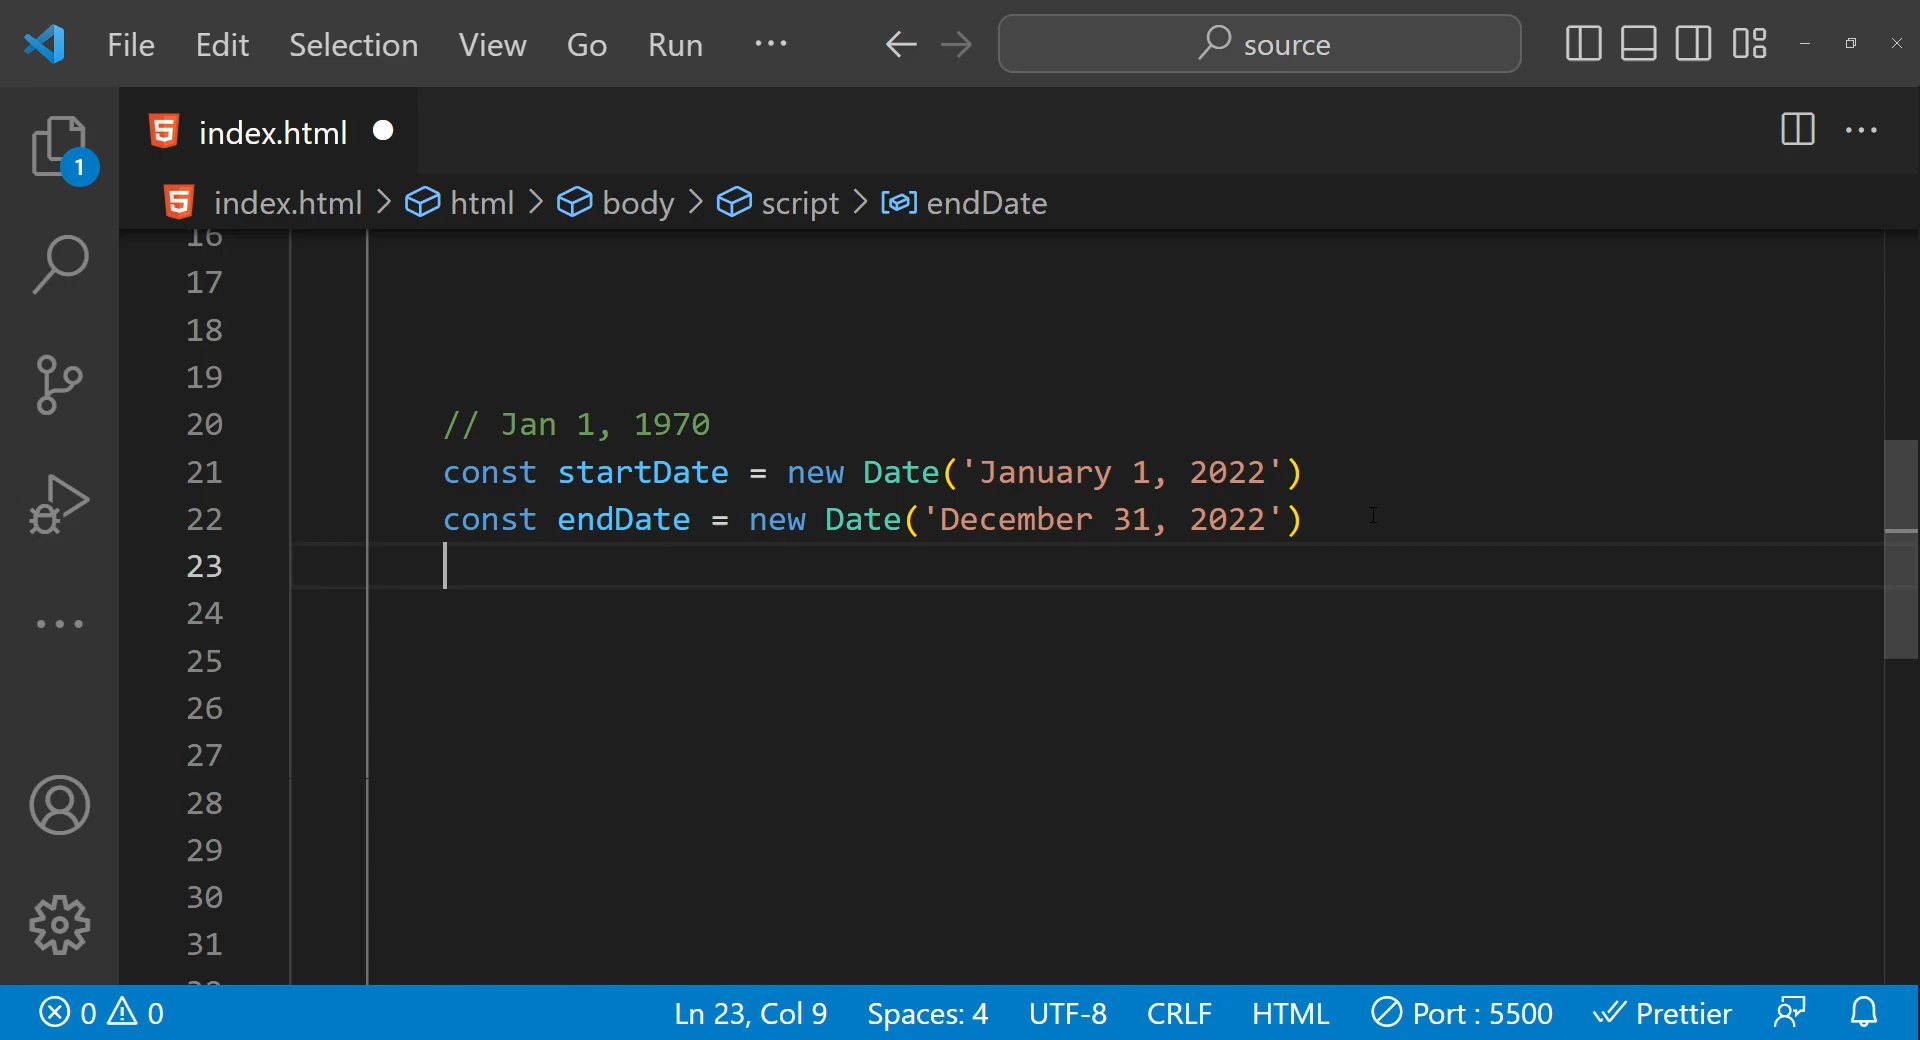 File Edit Selection View Go Run ··· source
index.html
index.html > html > body > script > endDate
1
16
17
18
19
20 // Jan 1, 1970
21 const startDate = new Date('January 1, 2022')
22 const endDate = new Date('December 31, 2022')
23
24
25
26
27
28
29
30
31
0 0 Ln 23, Col 9 Spaces: 4 UTF-8 CRLF HTML Port : 5500 Prettier